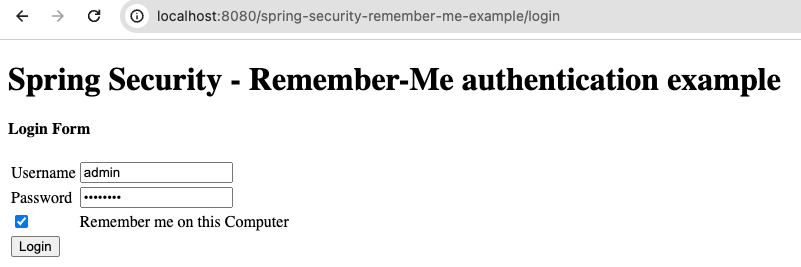 localhost:8080/spring-security-remember-me-example/login
Spring Security - Remember-Me authentication example
Login Form
Username admin
Password ••••••••
Remember me on this Computer
Login